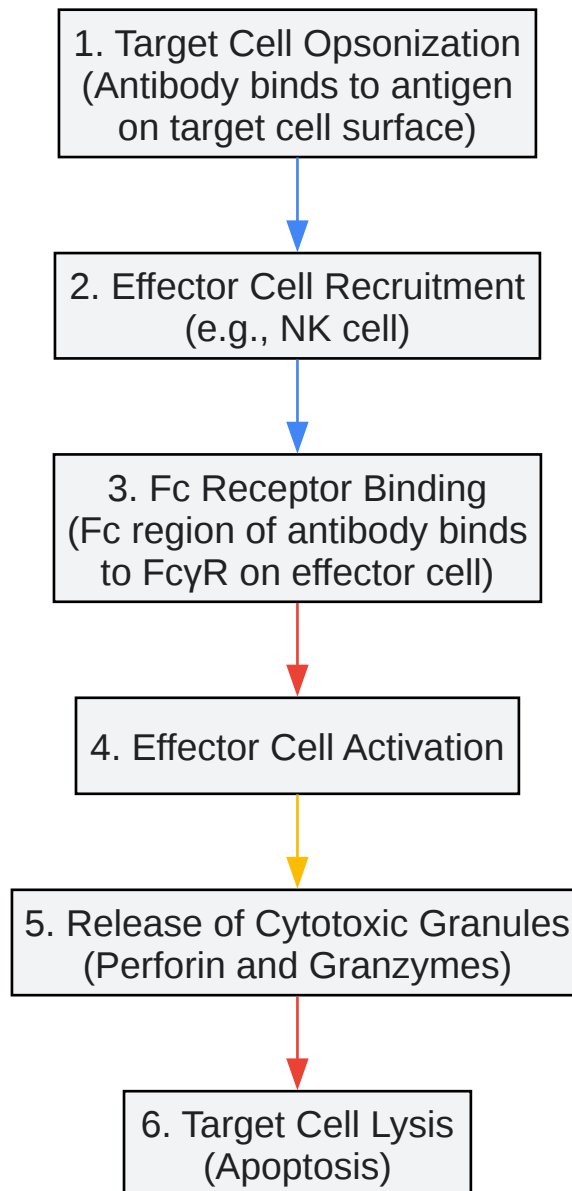 1. Target Cell Opsonization
(Antibody binds to antigen
on target cell surface)
2. Effector Cell Recruitment
(e.g., NK cell)
3. Fc Receptor Binding
(Fc region of antibody binds
to FcγR on effector cell)
4. Effector Cell Activation
5. Release of Cytotoxic Granules
(Perforin and Granzymes)
6. Target Cell Lysis
(Apoptosis)